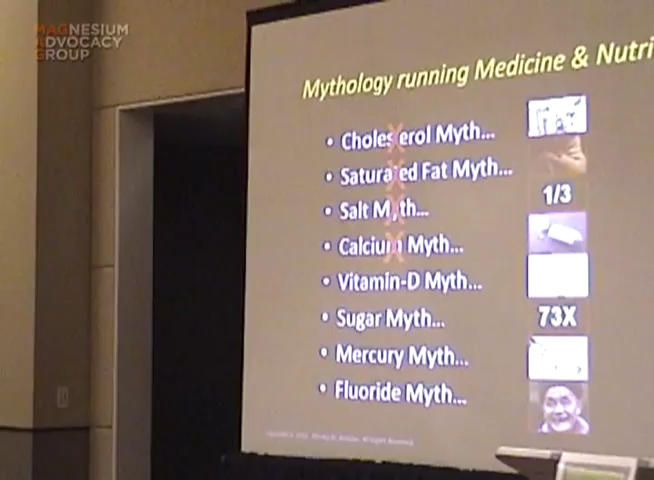 MAGNESIUM
ADVOCACY
GROUP
Mythology running Medicine & Nutri
• Cholesterol Myth...
• Saturated Fat Myth...
1/3
• Salt Myth...
• Calcium Myth...
• Vitamin-D Myth...
• Sugar Myth...
73X
• Mercury Myth...
• Fluoride Myth...